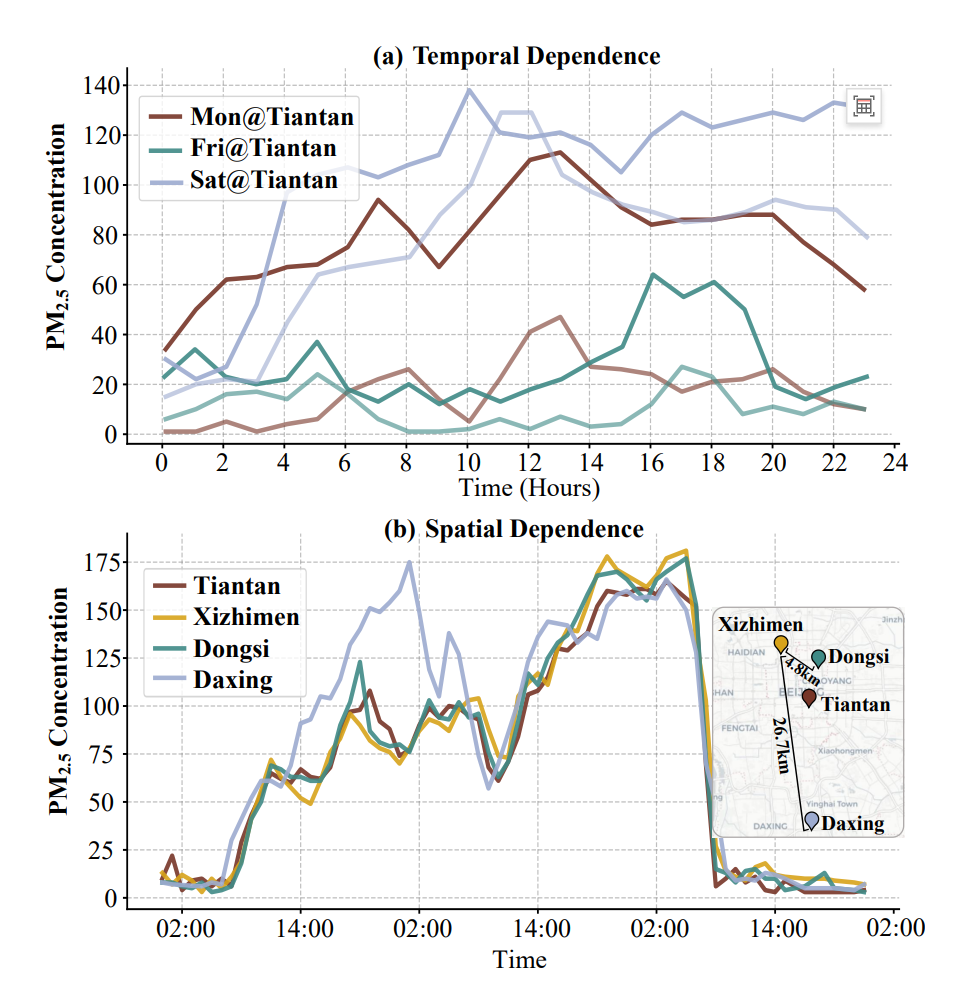 (a) Temporal Dependence
PM2.5 Concentration
140
120
100
80
60
40
20
0
Mon@Tiantan
Fri@Tiantan
Sat@Tiantan
0 2 4 6 8 10 12 14 16 18 20 22 24
Time (Hours)
(b) Spatial Dependence
PM2.5 Concentration
175
150
125
100
75
50
25
0
Tiantan
Xizhimen
Dongsi
Daxing
Xizhimen
HAIDIAN
4.8km
Dongsi
Tiantan
FENGTAI
26.7km
Xiaohongmen
Yinghai Town
DAXING
Daxing
02:00 14:00 02:00 14:00 02:00 14:00 02:00
Time